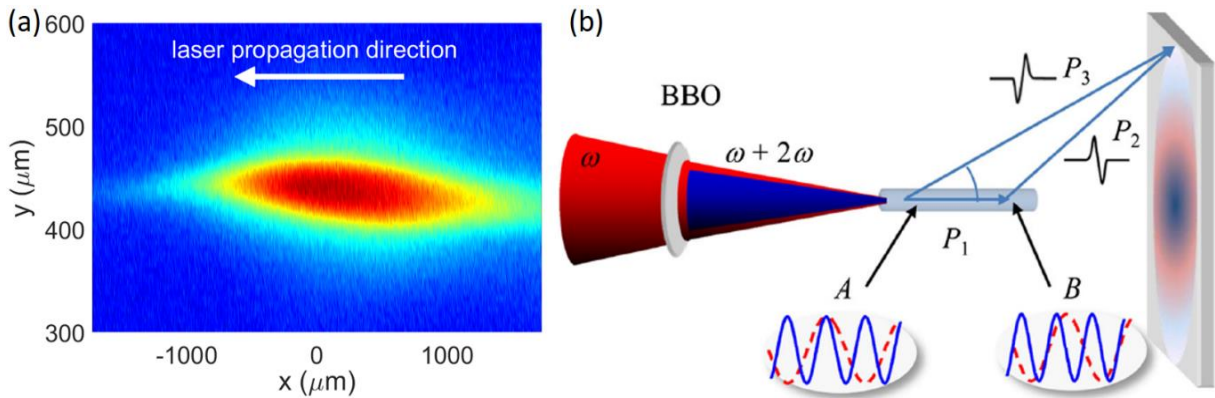 (a)
600
500
400
300
y (μm)
laser propagation direction
-1000
0
1000
x (μm)
(b)
BBO
ω
ω + 2ω
P3
P2
P1
A
B